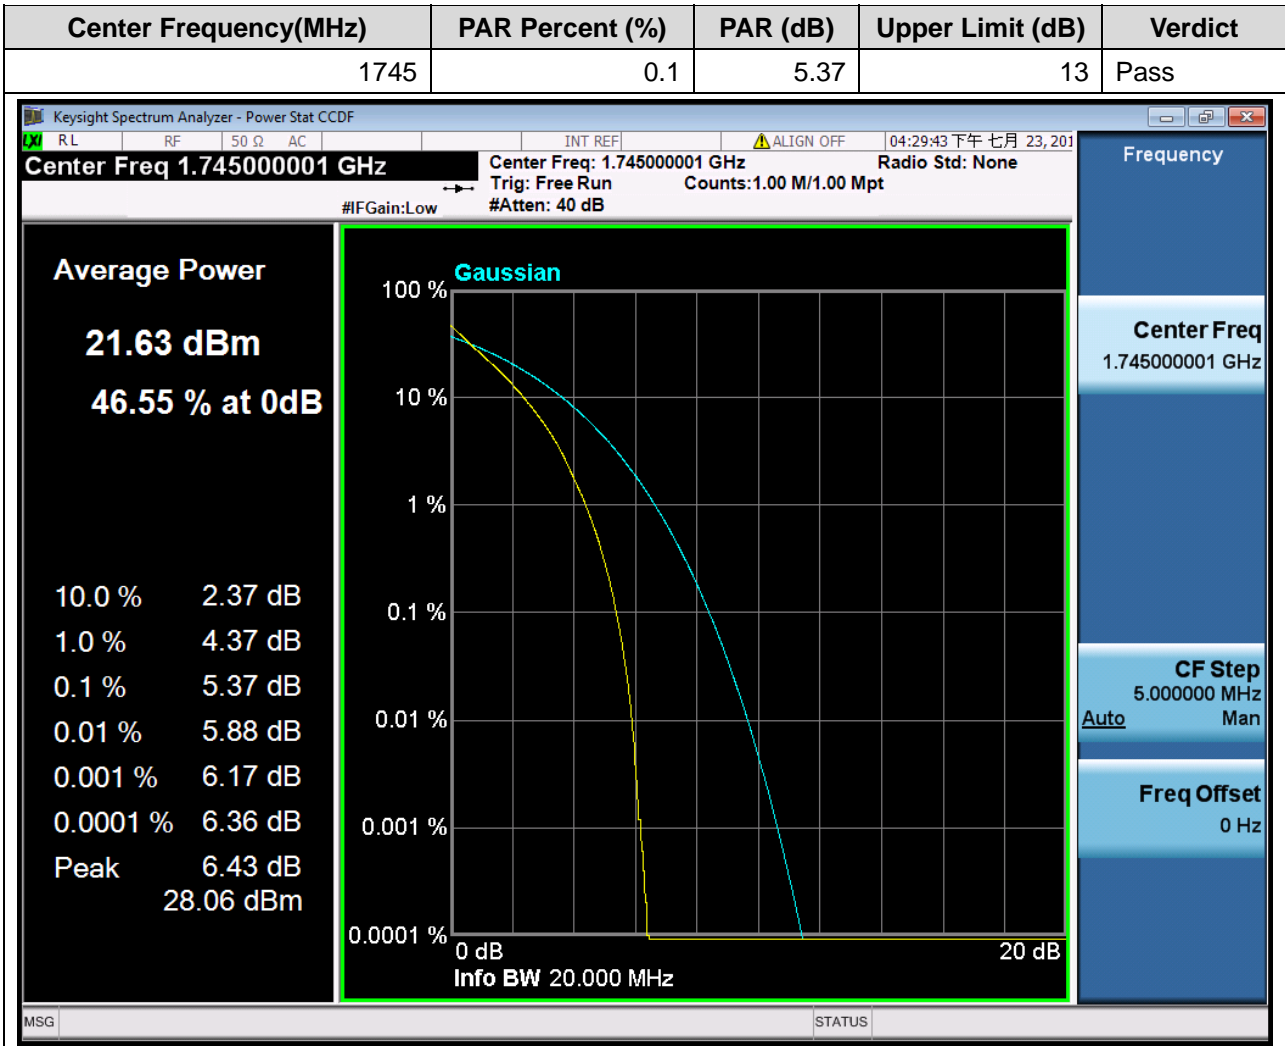 Center Frequency(MHz) PAR Percent (%) PAR (dB) Upper Limit (dB) Verdict
1745 0.1 5.37 13 Pass
Keysight Spectrum Analyzer - Power Stat CCDF
LXI RL RF 50 Ω AC INT REF ALIGN OFF 04:29:43 下午 七月 23, 201
Center Freq 1.745000001 GHz
Center Freq: 1.745000001 GHz Radio Std: None
Trig: Free Run Counts:1.00 M/1.00 Mpt
#IFGain:Low #Atten: 40 dB
Frequency
Average Power
21.63 dBm
46.55 % at 0dB
10.0 % 2.37 dB
1.0 % 4.37 dB
0.1 % 5.37 dB
0.01 % 5.88 dB
0.001 % 6.17 dB
0.0001 % 6.36 dB
Peak 6.43 dB
28.06 dBm
Gaussian
100 %
10 %
1 %
0.1 %
0.01 %
0.001 %
0.0001 %
0 dB 20 dB
Info BW 20.000 MHz
Center Freq
1.745000001 GHz
CF Step
5.000000 MHz
Auto Man
Freq Offset
0 Hz
MSG STATUS